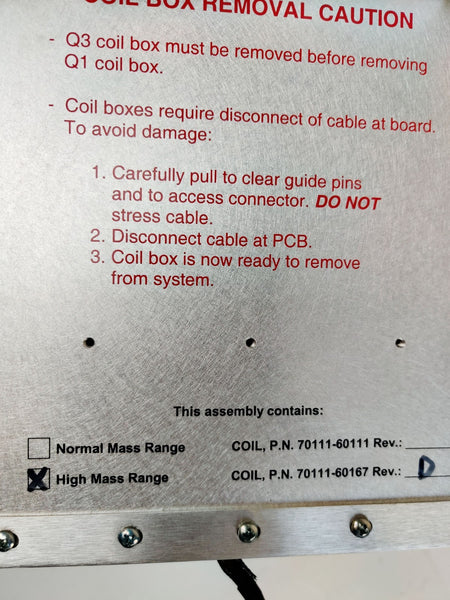 COIL BOX REMOVAL CAUTION
- Q3 coil box must be removed before removing
Q1 coil box.
- Coil boxes require disconnect of cable at board.
To avoid damage:
1. Carefully pull to clear guide pins
and to access connector. DO NOT
stress cable.
2. Disconnect cable at PCB.
3. Coil box is now ready to remove
from system.
This assembly contains:
Normal Mass Range COIL, P.N. 70111-60111 Rev.:
X High Mass Range COIL, P.N. 70111-60167 Rev.: D